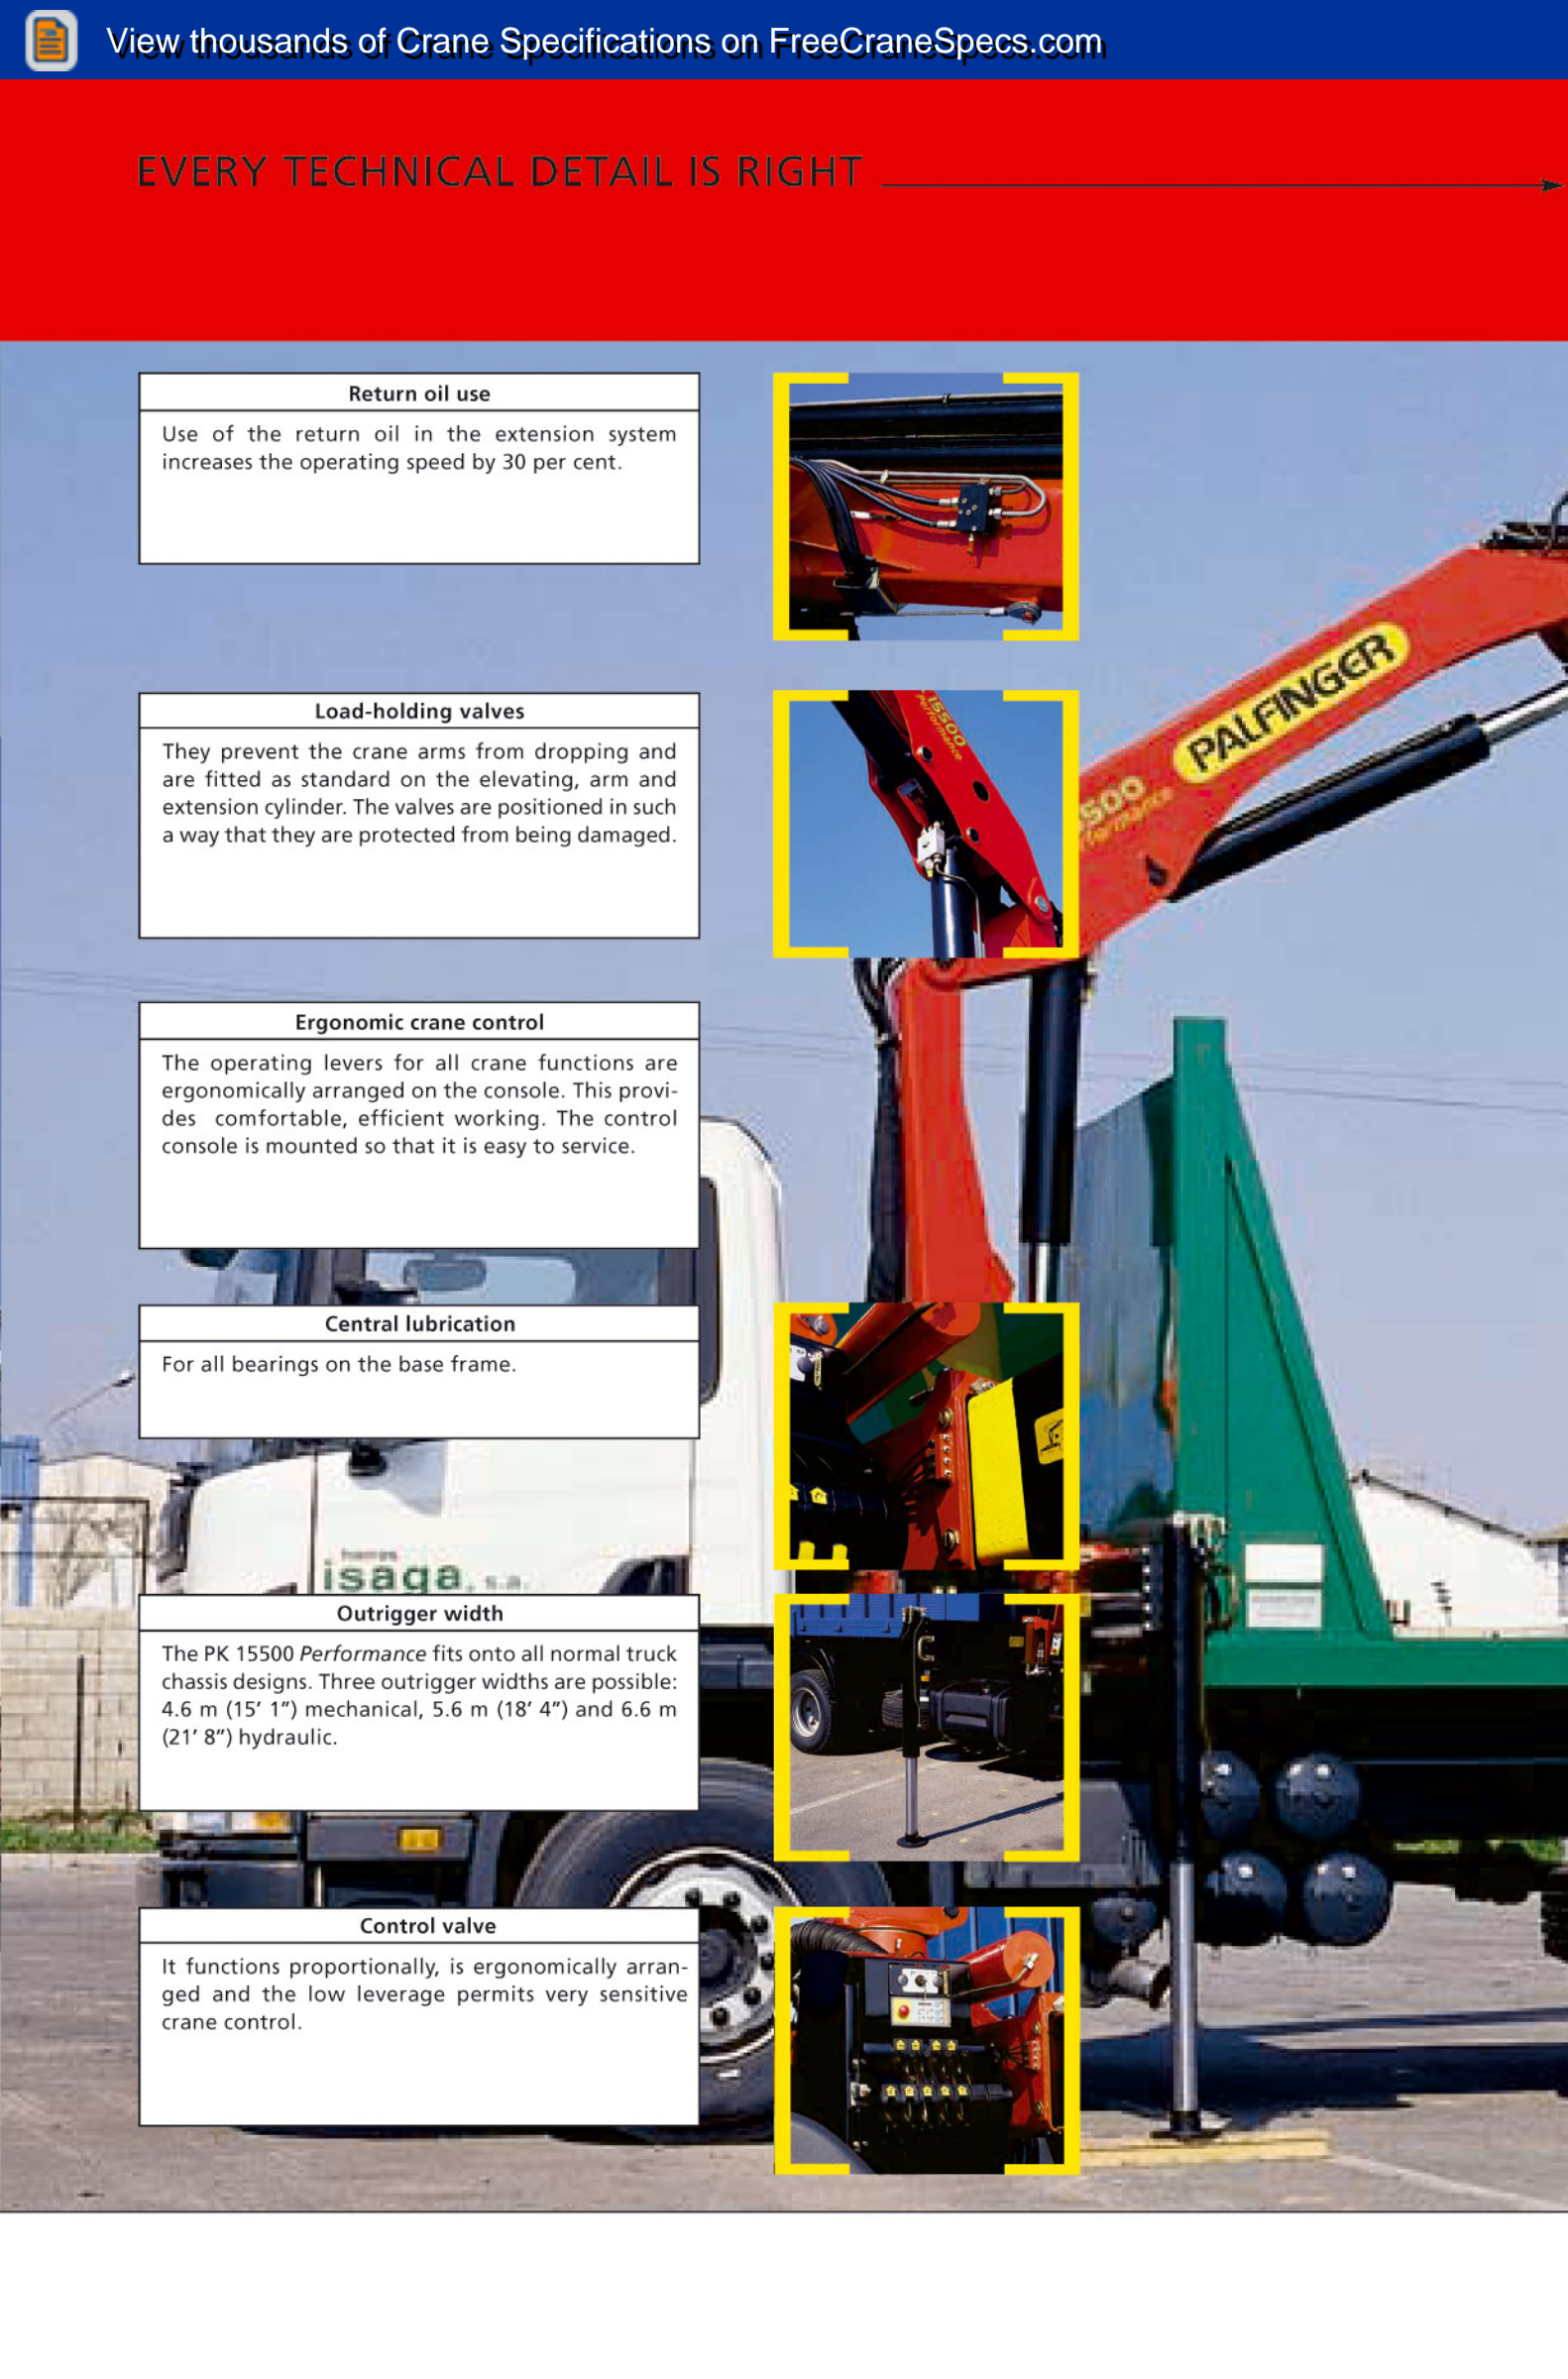 View thousands of Crane Specifications on FreeCraneSpecs.com
EVERY TECHNICAL DETAIL IS RIGHT
Return oil use
Use of the return oil in the extension system
increases the operating speed by 30 per cent.
Load-holding valves
They prevent the crane arms from dropping and
are fitted as standard on the elevating, arm and
extension cylinder. The valves are positioned in such
a way that they are protected from being damaged.
15500
Performance
PALFINGER
5500
Ergonomic crane control
The operating levers for all crane functions are
ergonomically arranged on the console. This provi-
des comfortable, efficient working. The control
console is mounted so that it is easy to service.
Central lubrication
For all bearings on the base frame.
isaga, s.a.
Outrigger width
The PK 15500 Performance fits onto all normal truck
chassis designs. Three outrigger widths are possible:
4.6 m (15’ 1”) mechanical, 5.6 m (18’ 4”) and 6.6 m
(21’ 8”) hydraulic.
Control valve
It functions proportionally, is ergonomically arran-
ged and the low leverage permits very sensitive
crane control.